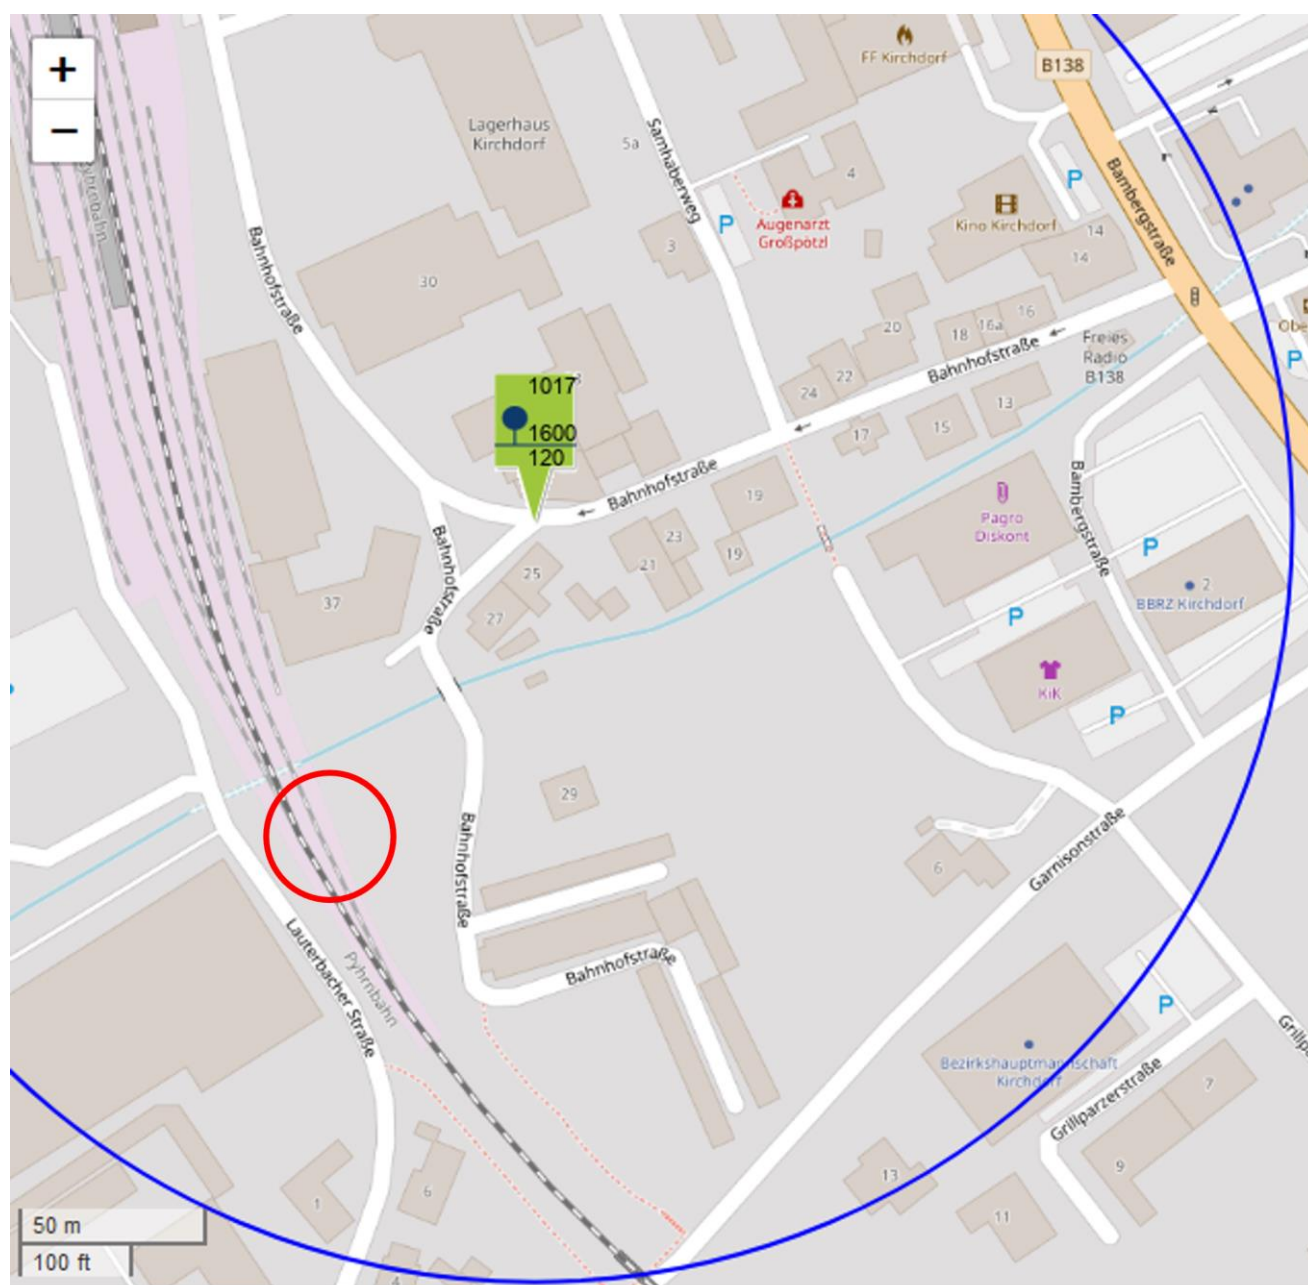 +
−
FF Kirchdorf
B138
Lagerhaus
Kirchdorf
5a
Samhaberweg
4
P
Bambergstraße
Pyhrnbahn
Augenarzt
Großpötzl
P
Kino Kirchdorf
14
14
3
Bahnhofstraße
30
20
18
16a
16
Freies
Radio
B138
Obe
P
Bahnhofstraße
22
24
13
15
17
1017
1600
120
Bahnhofstraße
19
23
21
19
Bahnhofstraße
25
27
37
Pagro
Diskont
Bambergstraße
P
2
BBRZ Kirchdorf
P
KiK
P
29
Bahnhofstraße
6
Garnisonstraße
Lauterbacher Straße
Pyhrnbahn
Bahnhofstraße
P
Bezirkshauptmannschaft
Kirchdorf
Grillparzerstraße
7
9
13
11
1
6
4
50 m
100 ft